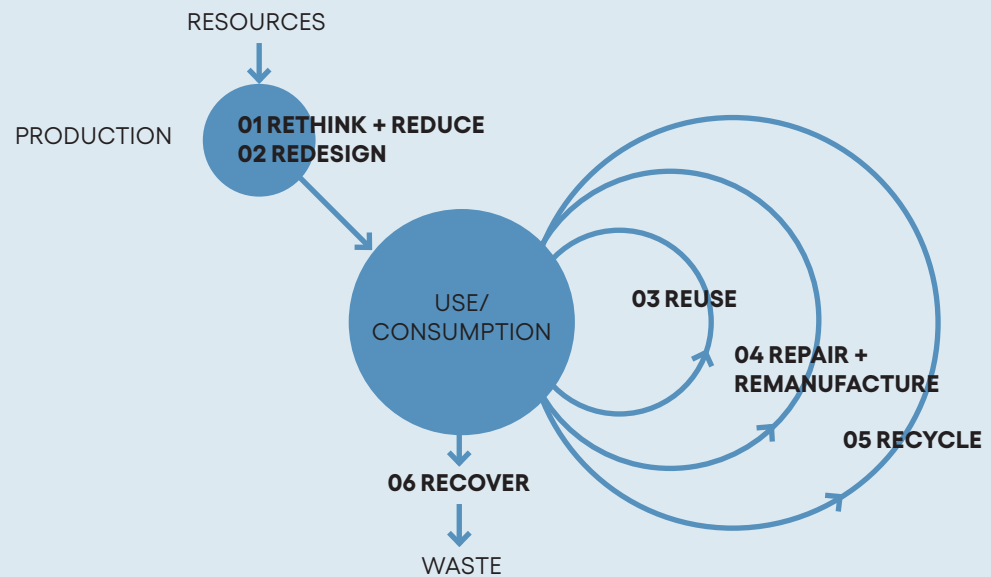 RESOURCES
PRODUCTION
01 RETHINK + REDUCE
02 REDESIGN
USE/
CONSUMPTION
03 REUSE
04 REPAIR +
REMANUFACTURE
05 RECYCLE
06 RECOVER
WASTE